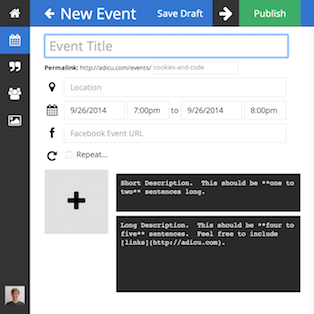 New Event Save Draft Publish
Event Title
Permalink: http://adicu.com/events/ cookies-and-code
Location
9/26/2014 7:00pm to 9/26/2014 8:00pm
Facebook Event URL
Repeat...
Short Description. This should be **one to
two** sentences long.
Long Description. This should be **four to
five** sentences. Feel free to include
[links](http://adicu.com).